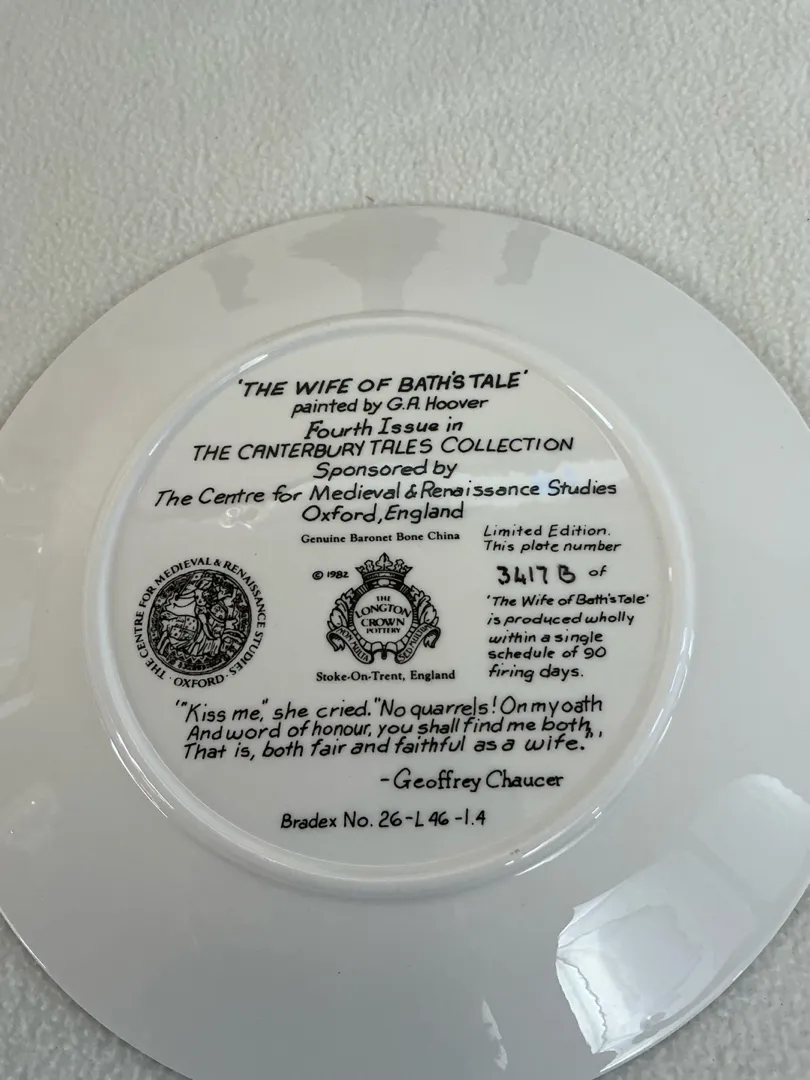 'THE WIFE OF BATH'S TALE'
painted by G.A. Hoover
Fourth Issue in
THE CANTERBURY TALES COLLECTION
Sponsored by
The Centre for Medieval & Renaissance Studies
Oxford, England
Genuine Baronet Bone China
THE CENTRE FOR MEDIEVAL & RENAISSANCE STUDIES · OXFORD ·
© 1982
THE
LONGTON
CROWN
POTTERY
Stoke-On-Trent, England
Limited Edition.
This plate number
3417 B of
'The Wife of Bath's Tale'
is produced wholly
within a single
schedule of 90
firing days.
'"Kiss me," she cried. "No quarrels! On my oath
And word of honour, you shall find me both,
That is, both fair and faithful as a wife."
-Geoffrey Chaucer
Bradex No. 26-L46-1.4